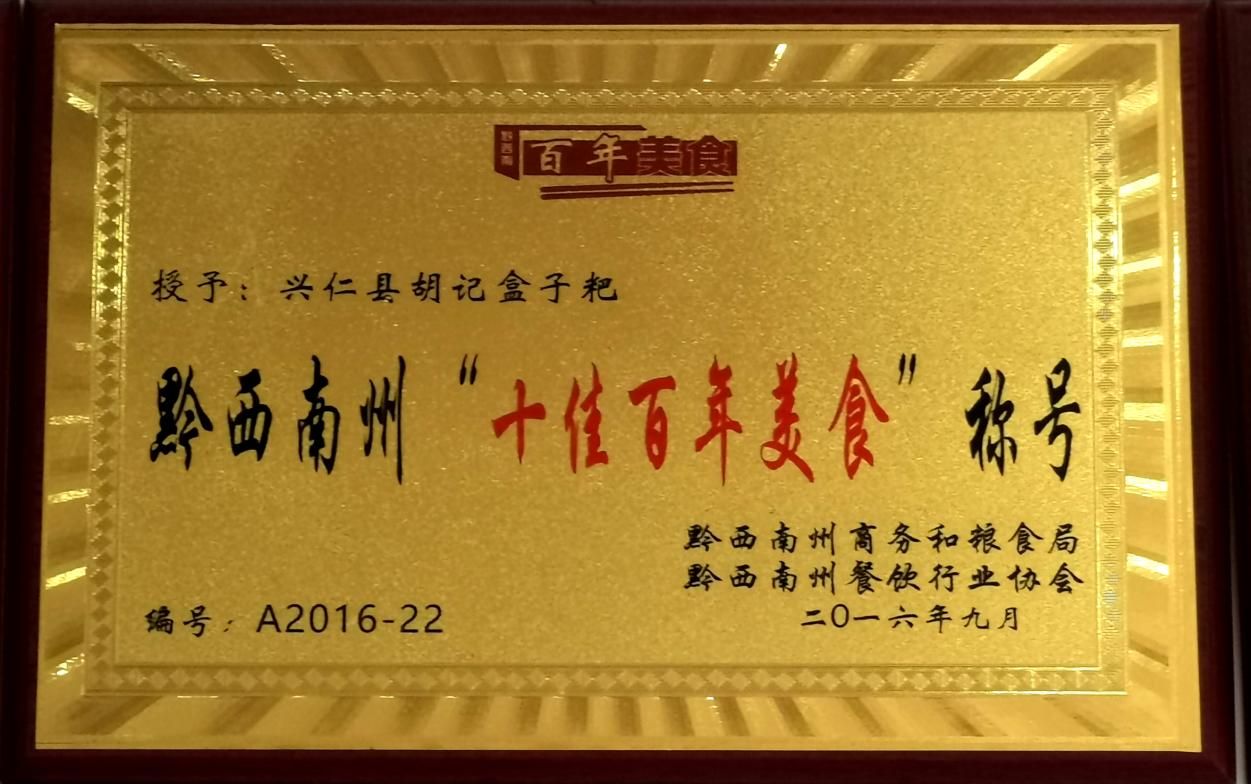 黔西南
百年美食
授予：兴仁县胡记盒子粑
黔西南州“十佳百年美食”称号
黔西南州商务和粮食局
黔西南州餐饮行业协会
编号：A2016-22
二〇一六年九月